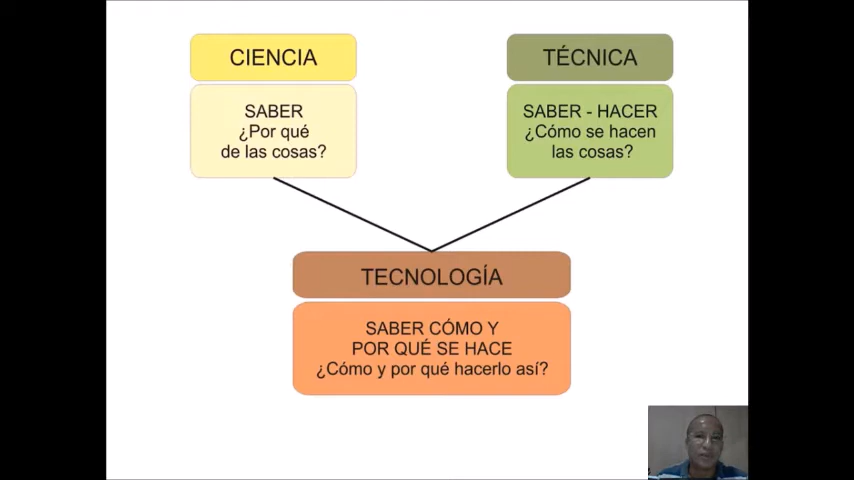 CIENCIA
SABER
¿Por qué
de las cosas?
TÉCNICA
SABER - HACER
¿Cómo se hacen
las cosas?
TECNOLOGÍA
SABER CÓMO Y
POR QUÉ SE HACE
¿Cómo y por qué hacerlo así?